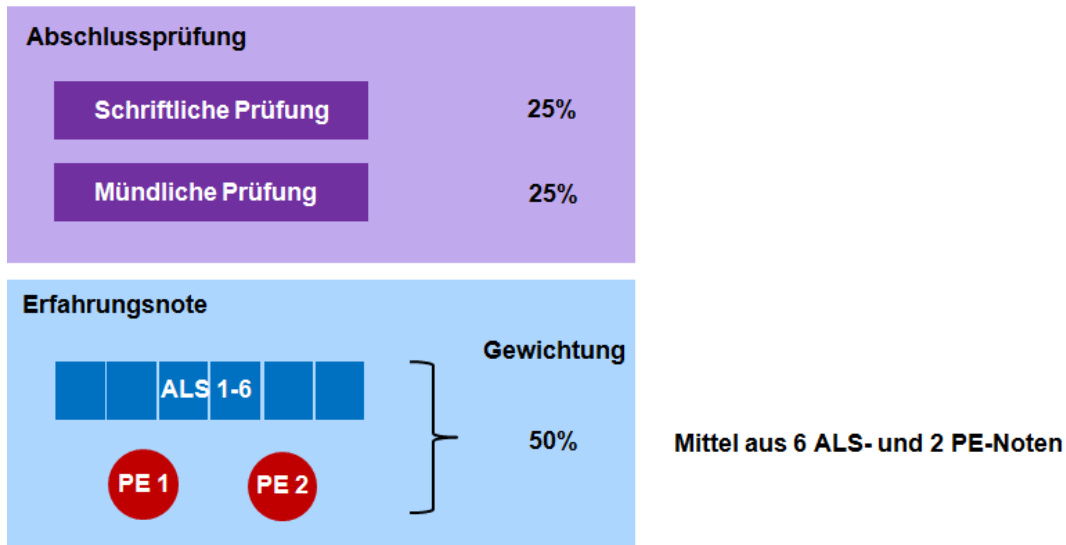 Abschlussprüfung
Schriftliche Prüfung 25%
Mündliche Prüfung 25%
Erfahrungsnote
Gewichtung
ALS 1-6
50% Mittel aus 6 ALS- und 2 PE-Noten
PE 1 PE 2